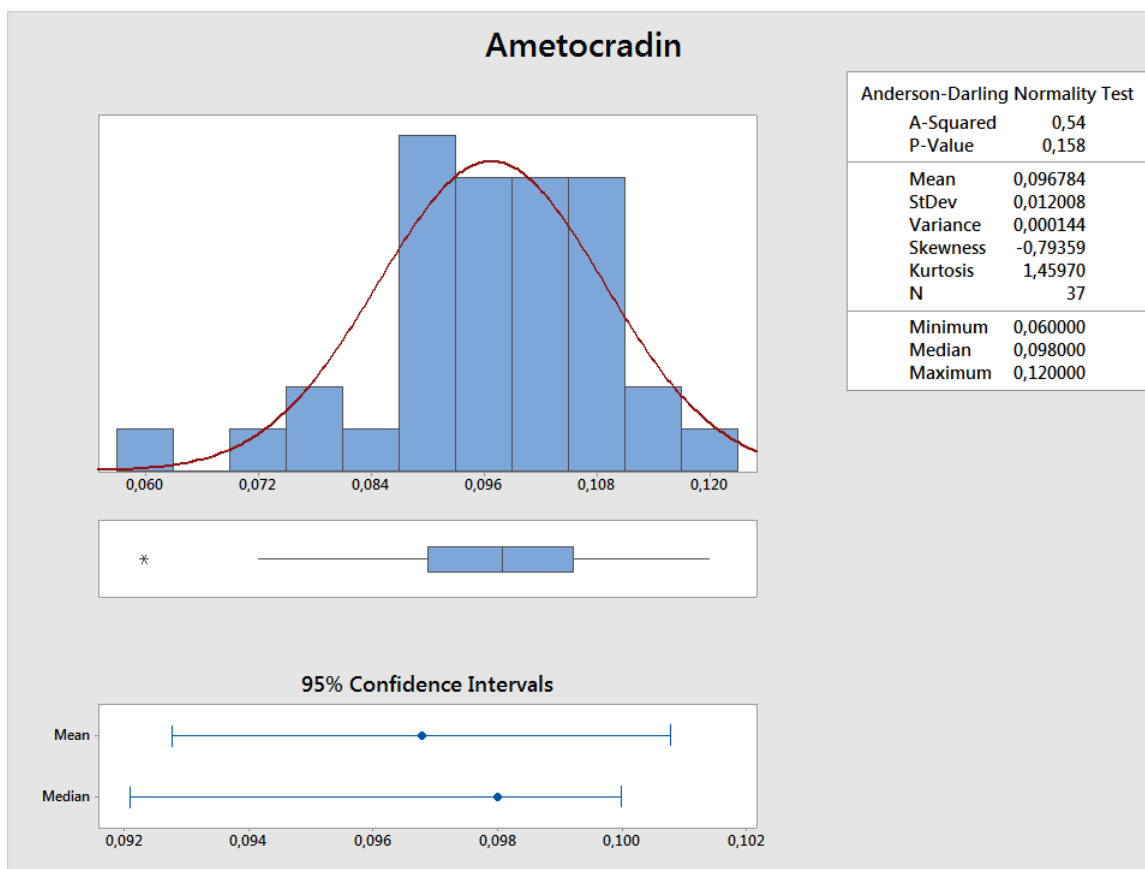 Ametocradin
Anderson-Darling Normality Test
A-Squared 0,54
P-Value 0,158
Mean 0,096784
StDev 0,012008
Variance 0,000144
Skewness -0,79359
Kurtosis 1,45970
N 37
Minimum 0,060000
Median 0,098000
Maximum 0,120000
0,060 0,072 0,084 0,096 0,108 0,120
95% Confidence Intervals
Mean
Median
0,092 0,094 0,096 0,098 0,100 0,102